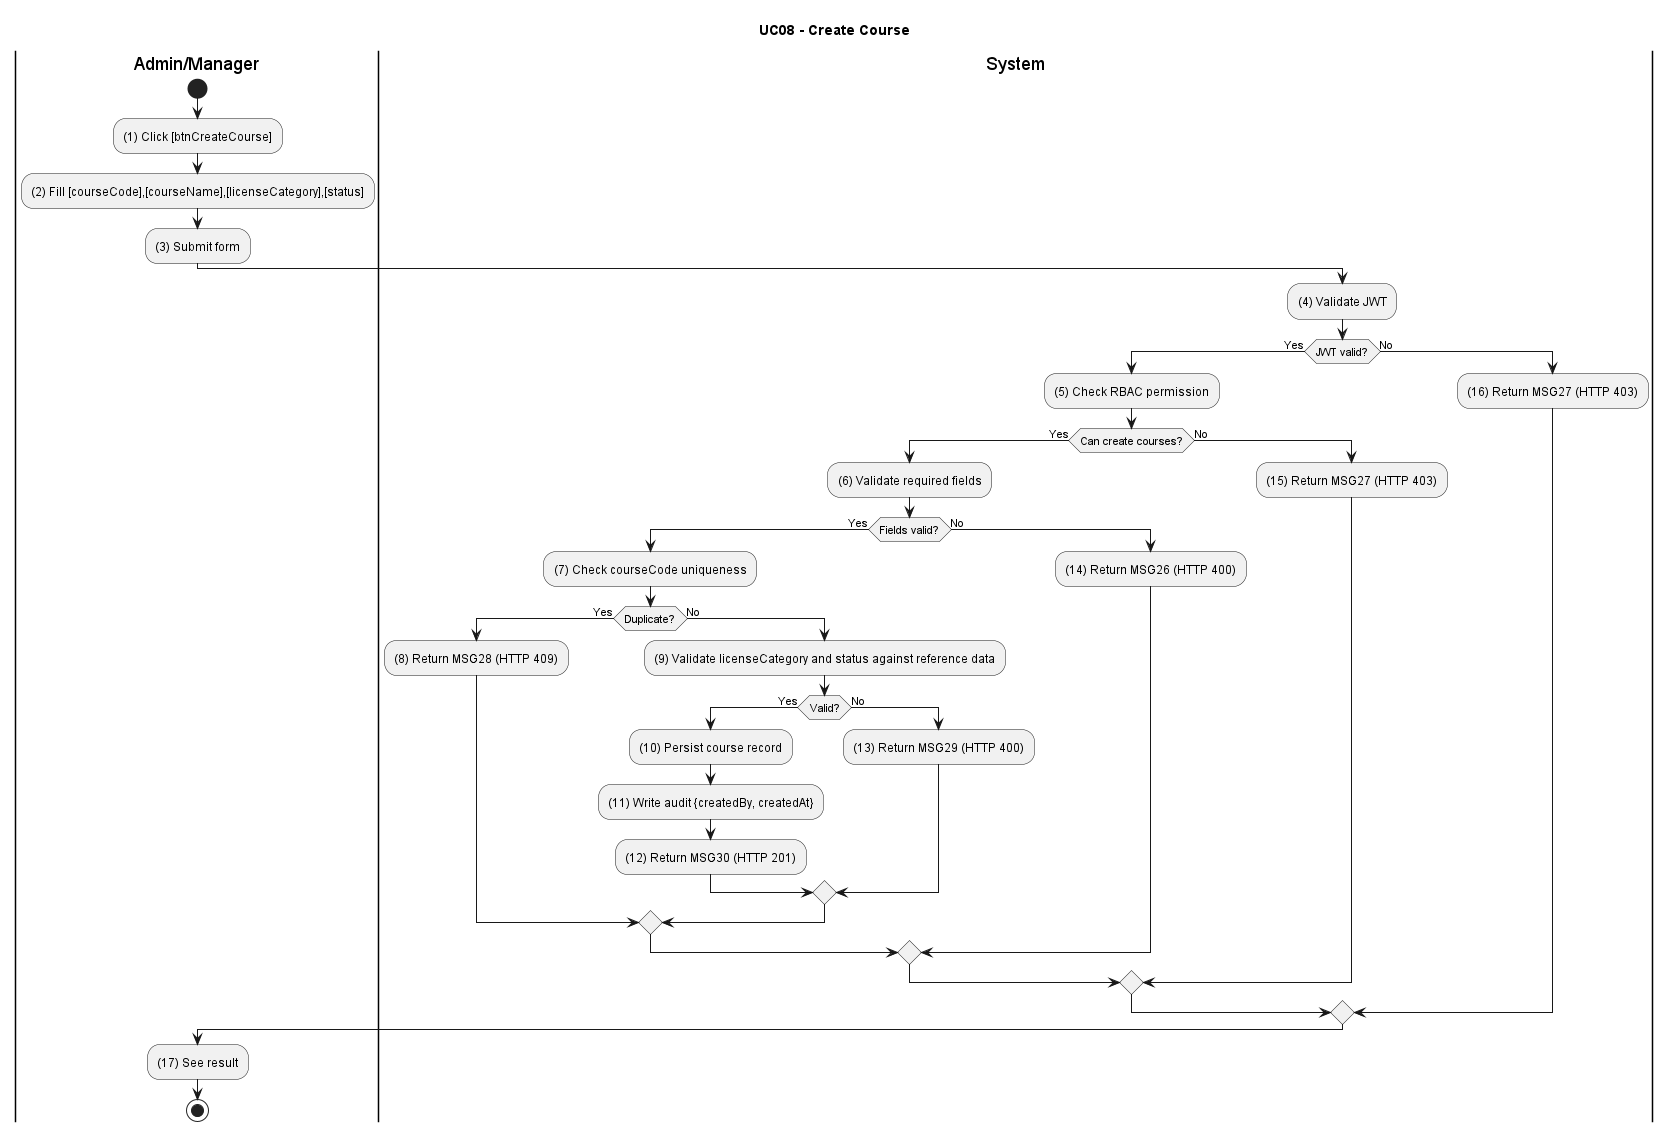 UC08 - Create Course
Admin/Manager
System
(1) Click [btnCreateCourse]
(2) Fill [courseCode],[courseName],[licenseCategory],[status]
(3) Submit form
(4) Validate JWT
Yes
JWT valid?
No
(5) Check RBAC permission
(16) Return MSG27 (HTTP 403)
Yes
Can create courses?
No
(6) Validate required fields
(15) Return MSG27 (HTTP 403)
Yes
Fields valid?
No
(7) Check courseCode uniqueness
(14) Return MSG26 (HTTP 400)
Yes
Duplicate?
No
(8) Return MSG28 (HTTP 409)
(9) Validate licenseCategory and status against reference data
Yes
Valid?
No
(10) Persist course record
(13) Return MSG29 (HTTP 400)
(11) Write audit {createdBy, createdAt}
(12) Return MSG30 (HTTP 201)
(17) See result